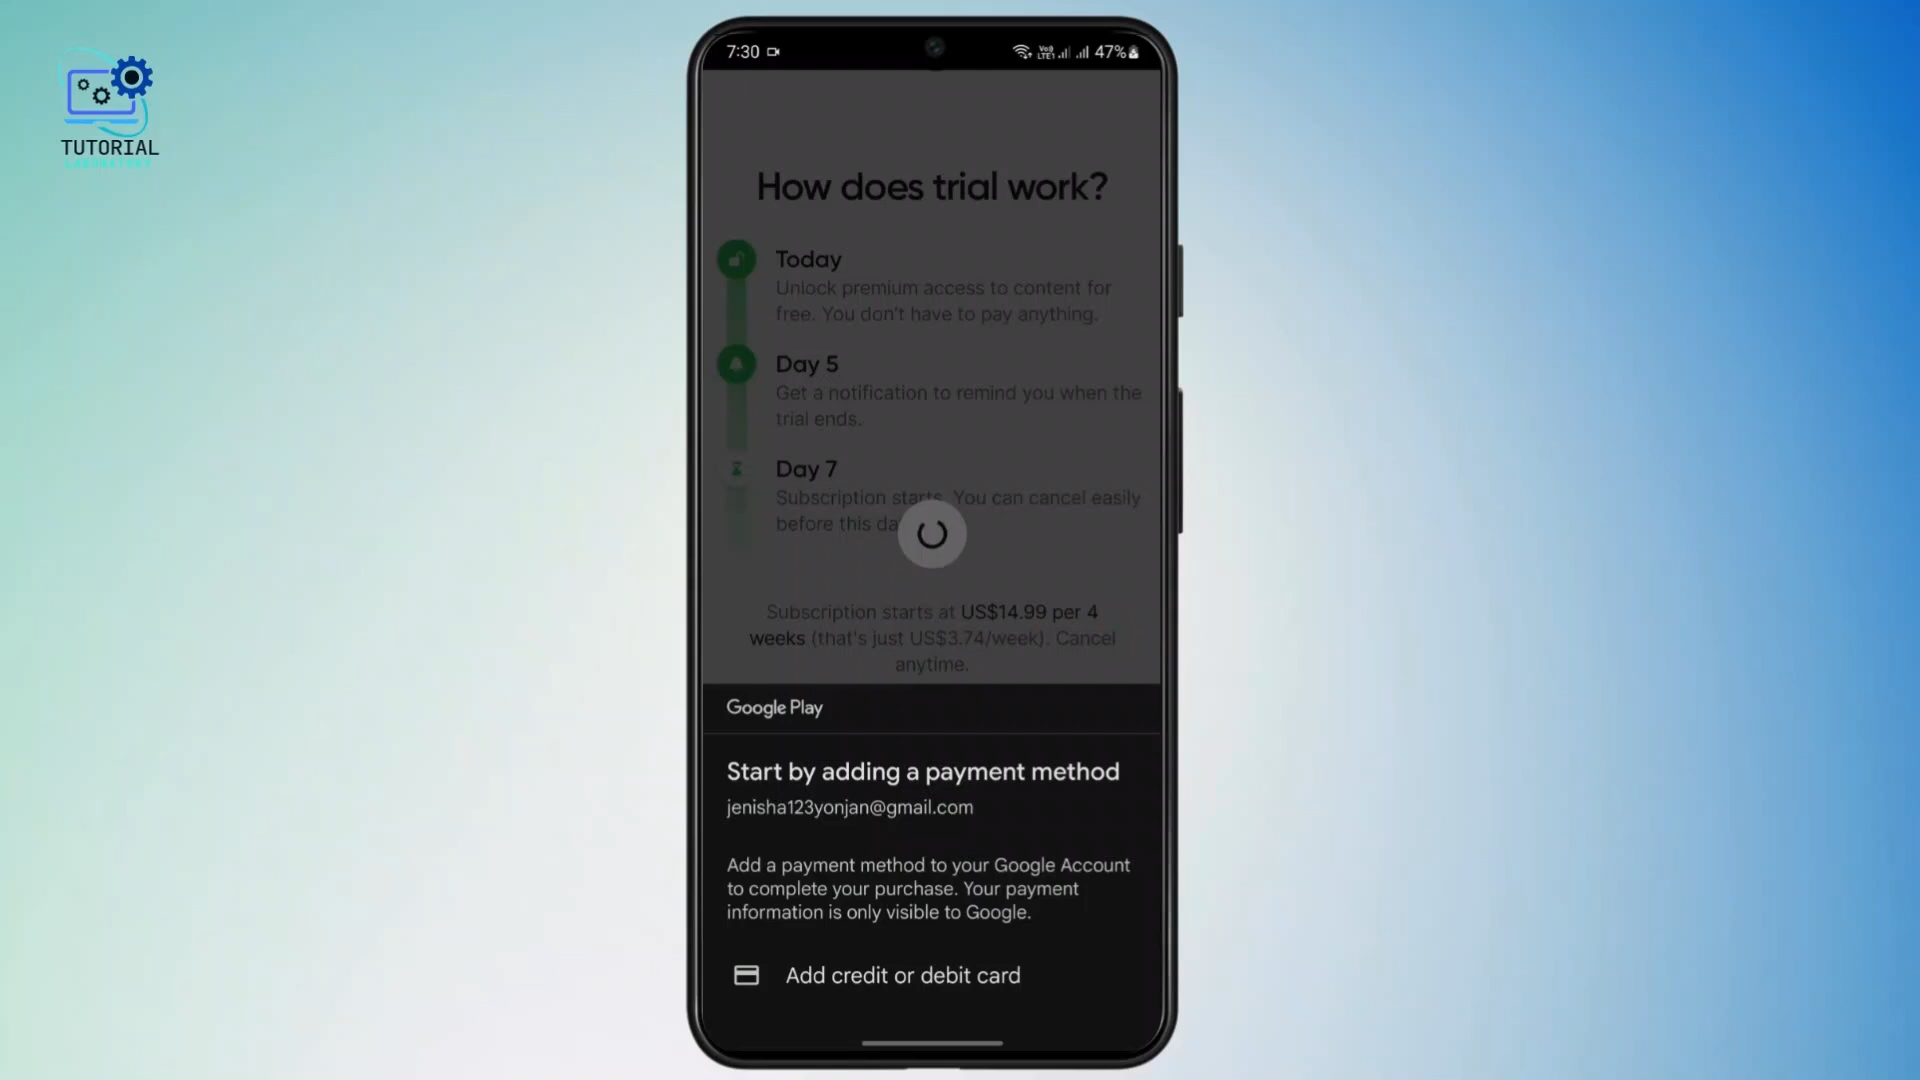 TUTORIAL
LABORATORY
7:30
Vo)) LTE1 47%
How does trial work?
Today
Unlock premium access to content for
free. You don't have to pay anything.
Day 5
Get a notification to remind you when the
trial ends.
Day 7
Subscription starts. You can cancel easily
before this da
Subscription starts at US$14.99 per 4
weeks (that's just US$3.74/week). Cancel
anytime.
Google Play
Start by adding a payment method
jenisha123yonjan@gmail.com
Add a payment method to your Google Account
to complete your purchase. Your payment
information is only visible to Google.
Add credit or debit card